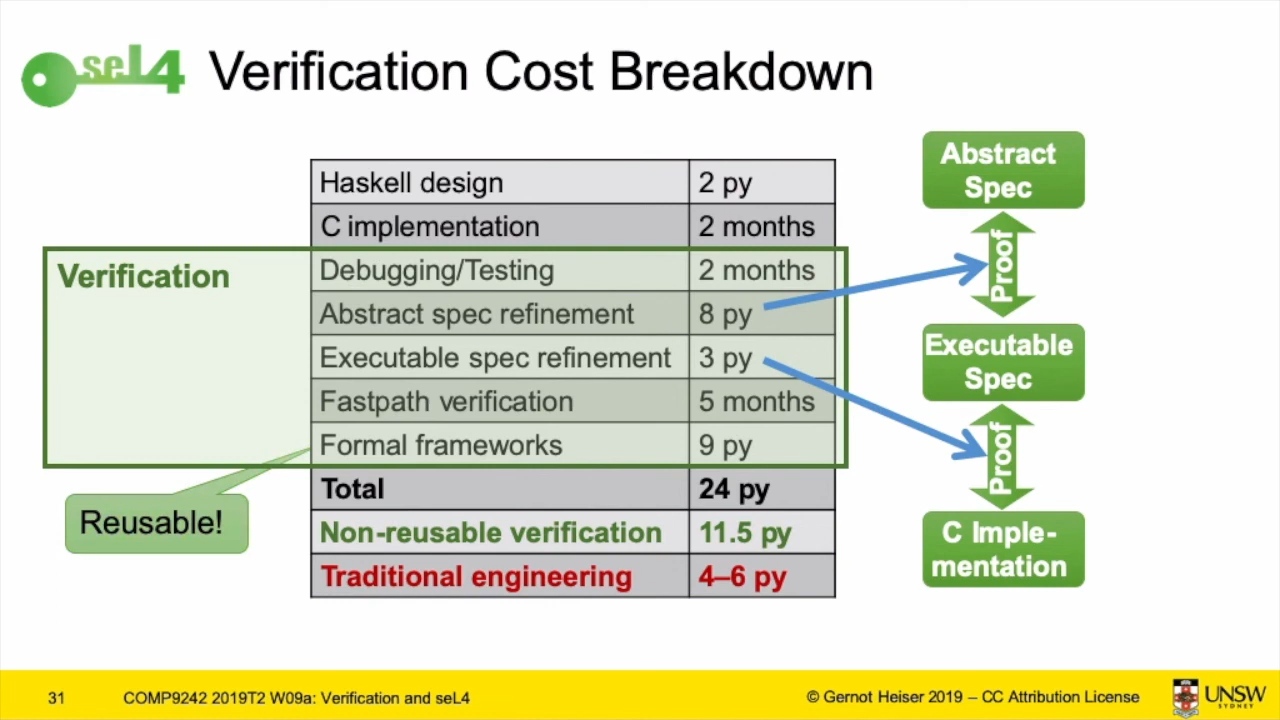 seL4
Verification Cost Breakdown
Haskell design 2 py
C implementation 2 months
Verification
Debugging/Testing 2 months
Abstract spec refinement 8 py
Executable spec refinement 3 py
Fastpath verification 5 months
Formal frameworks 9 py
Total 24 py
Non-reusable verification 11.5 py
Traditional engineering 4–6 py
Reusable!
Abstract
Spec
Proof
Executable
Spec
Proof
C Imple-
mentation
31 COMP9242 2019T2 W09a: Verification and seL4
© Gernot Heiser 2019 – CC Attribution License
UNSW
SYDNEY